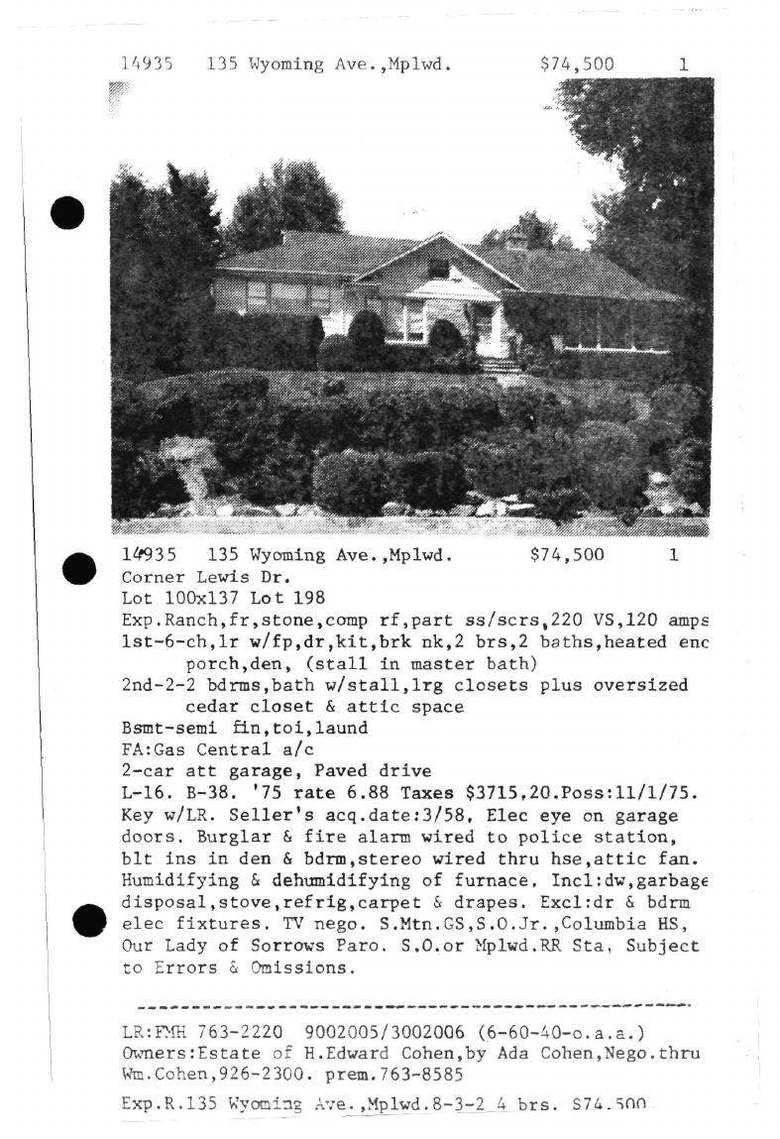 14935 135 Wyoming Ave.,Mplwd. $74,500 1
14935 135 Wyoming Ave.,Mplwd. $74,500 1
Corner Lewis Dr.
Lot 100x137 Lot 198
Exp.Ranch,fr,stone,comp rf,part ss/scrs,220 VS,120 amps
1st-6-ch,lr w/fp,dr,kit,brk nk,2 brs,2 baths,heated enc
porch,den, (stall in master bath)
2nd-2-2 bdrms,bath w/stall,lrg closets plus oversized
cedar closet & attic space
Bsmt-semi fin,toi,laund
FA:Gas Central a/c
2-car att garage, Paved drive
L-16. B-38. '75 rate 6.88 Taxes $3715.20.Poss:11/1/75.
Key w/LR. Seller's acq.date:3/58, Elec eye on garage
doors. Burglar & fire alarm wired to police station,
blt ins in den & bdrm,stereo wired thru hse,attic fan.
Humidifying & dehumidifying of furnace. Incl:dw,garbage
disposal,stove,refrig,carpet & drapes. Excl:dr & bdrm
elec fixtures. TV nego. S.Mtn.GS,S.O.Jr.,Columbia HS,
Our Lady of Sorrows Paro. S.O.or Mplwd.RR Sta. Subject
to Errors & Omissions.
LR:FMH 763-2220 9002005/3002006 (6-60-40-o.a.a.)
Owners:Estate of H.Edward Cohen,by Ada Cohen,Nego.thru
Wm.Cohen,926-2300. prem.763-8585
Exp.R.135 Wyoming Ave.,Mplwd.8-3-2 4 brs. $74.500